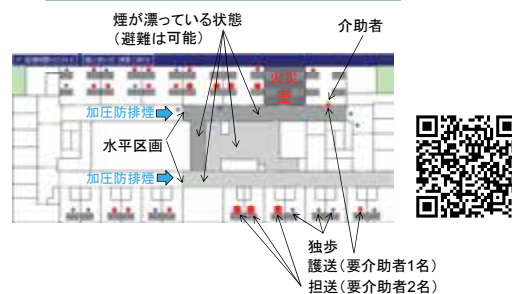 煙が漂っている状態
（避難は可能）
介助者
火災
室
加圧防排煙
水平区画
加圧防排煙
独歩
護送（要介助者1名）
担送（要介助者2名）